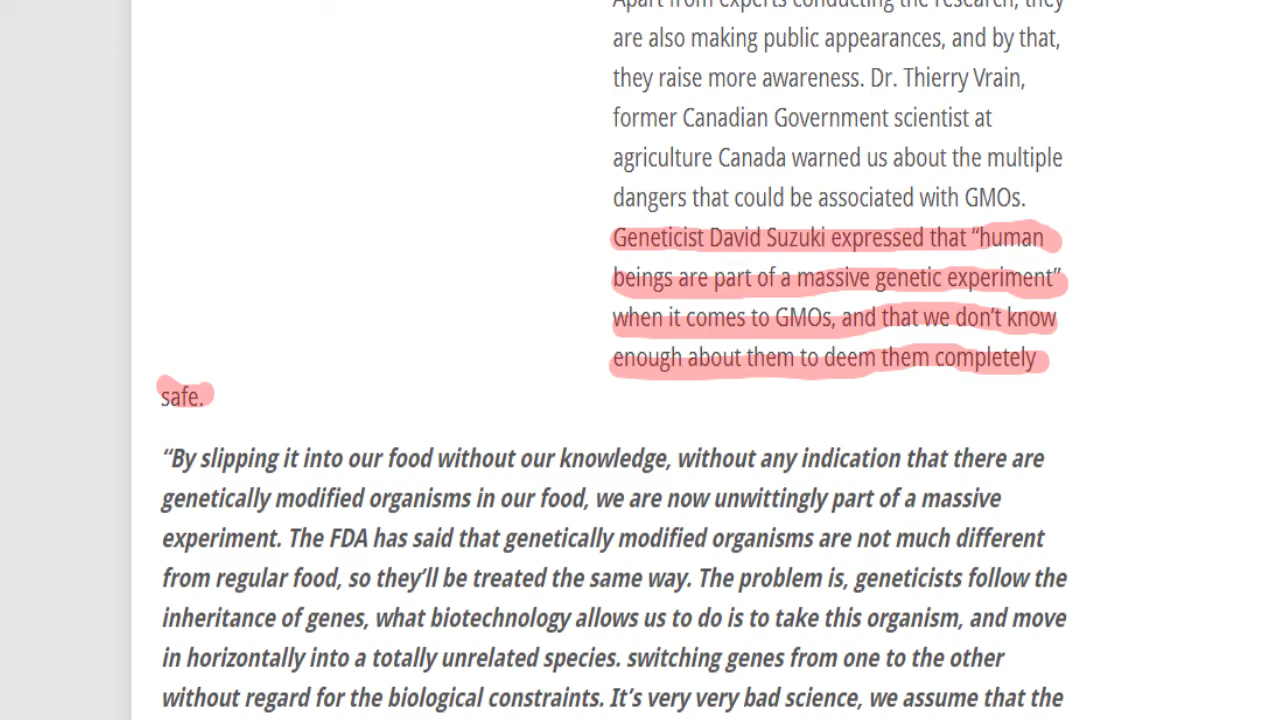 Apart from experts conducting the research, they
are also making public appearances, and by that,
they raise more awareness. Dr. Thierry Vrain,
former Canadian Government scientist at
agriculture Canada warned us about the multiple
dangers that could be associated with GMOs.
Geneticist David Suzuki expressed that “human
beings are part of a massive genetic experiment”
when it comes to GMOs, and that we don’t know
enough about them to deem them completely
safe.
“By slipping it into our food without our knowledge, without any indication that there are
genetically modified organisms in our food, we are now unwittingly part of a massive
experiment. The FDA has said that genetically modified organisms are not much different
from regular food, so they’ll be treated the same way. The problem is, geneticists follow the
inheritance of genes, what biotechnology allows us to do is to take this organism, and move
in horizontally into a totally unrelated species. switching genes from one to the other
without regard for the biological constraints. It’s very very bad science, we assume that the